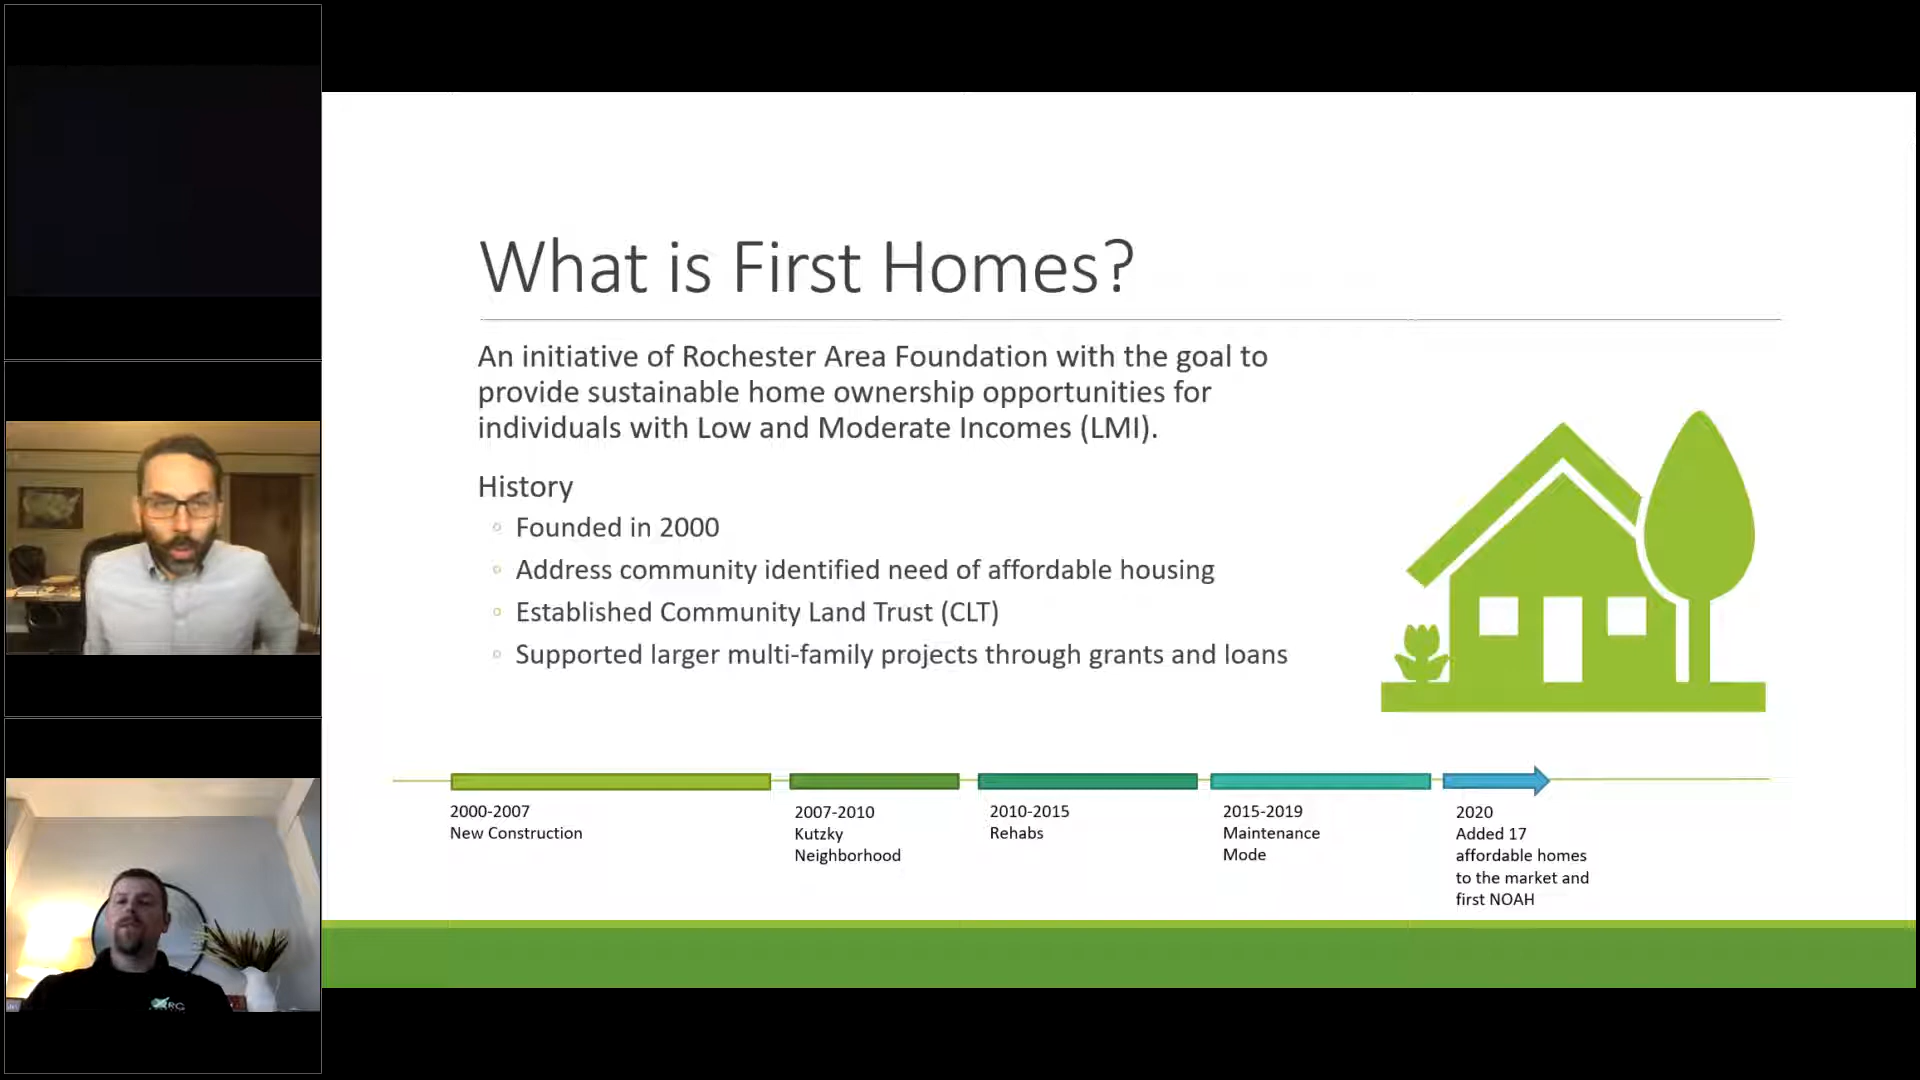 What is First Homes?
An initiative of Rochester Area Foundation with the goal to
provide sustainable home ownership opportunities for
individuals with Low and Moderate Incomes (LMI).
History
Founded in 2000
Address community identified need of affordable housing
Established Community Land Trust (CLT)
Supported larger multi-family projects through grants and loans
2000-2007
New Construction
2007-2010
Kutzky
Neighborhood
2010-2015
Rehabs
2015-2019
Maintenance
Mode
2020
Added 17
affordable homes
to the market and
first NOAH